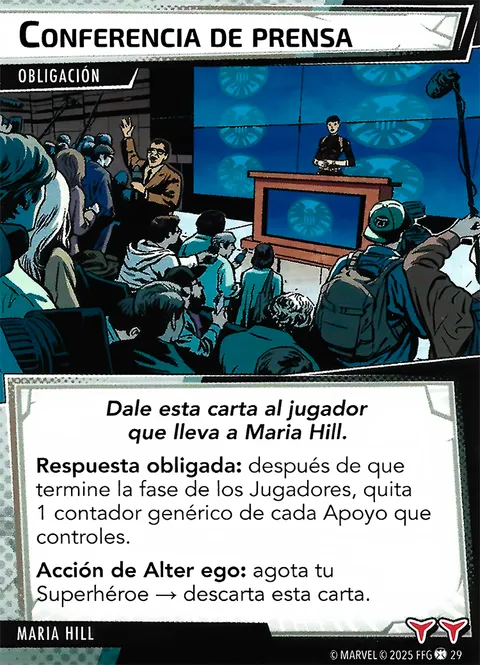 CONFERENCIA DE PRENSA
OBLIGACIÓN
Dale esta carta al jugador
que lleva a Maria Hill.
Respuesta obligada: después de que
termine la fase de los Jugadores, quita
1 contador genérico de cada Apoyo que
controles.
Acción de Alter ego: agota tu
Superhéroe → descarta esta carta.
MARIA HILL
© MARVEL © 2025 FFG 29